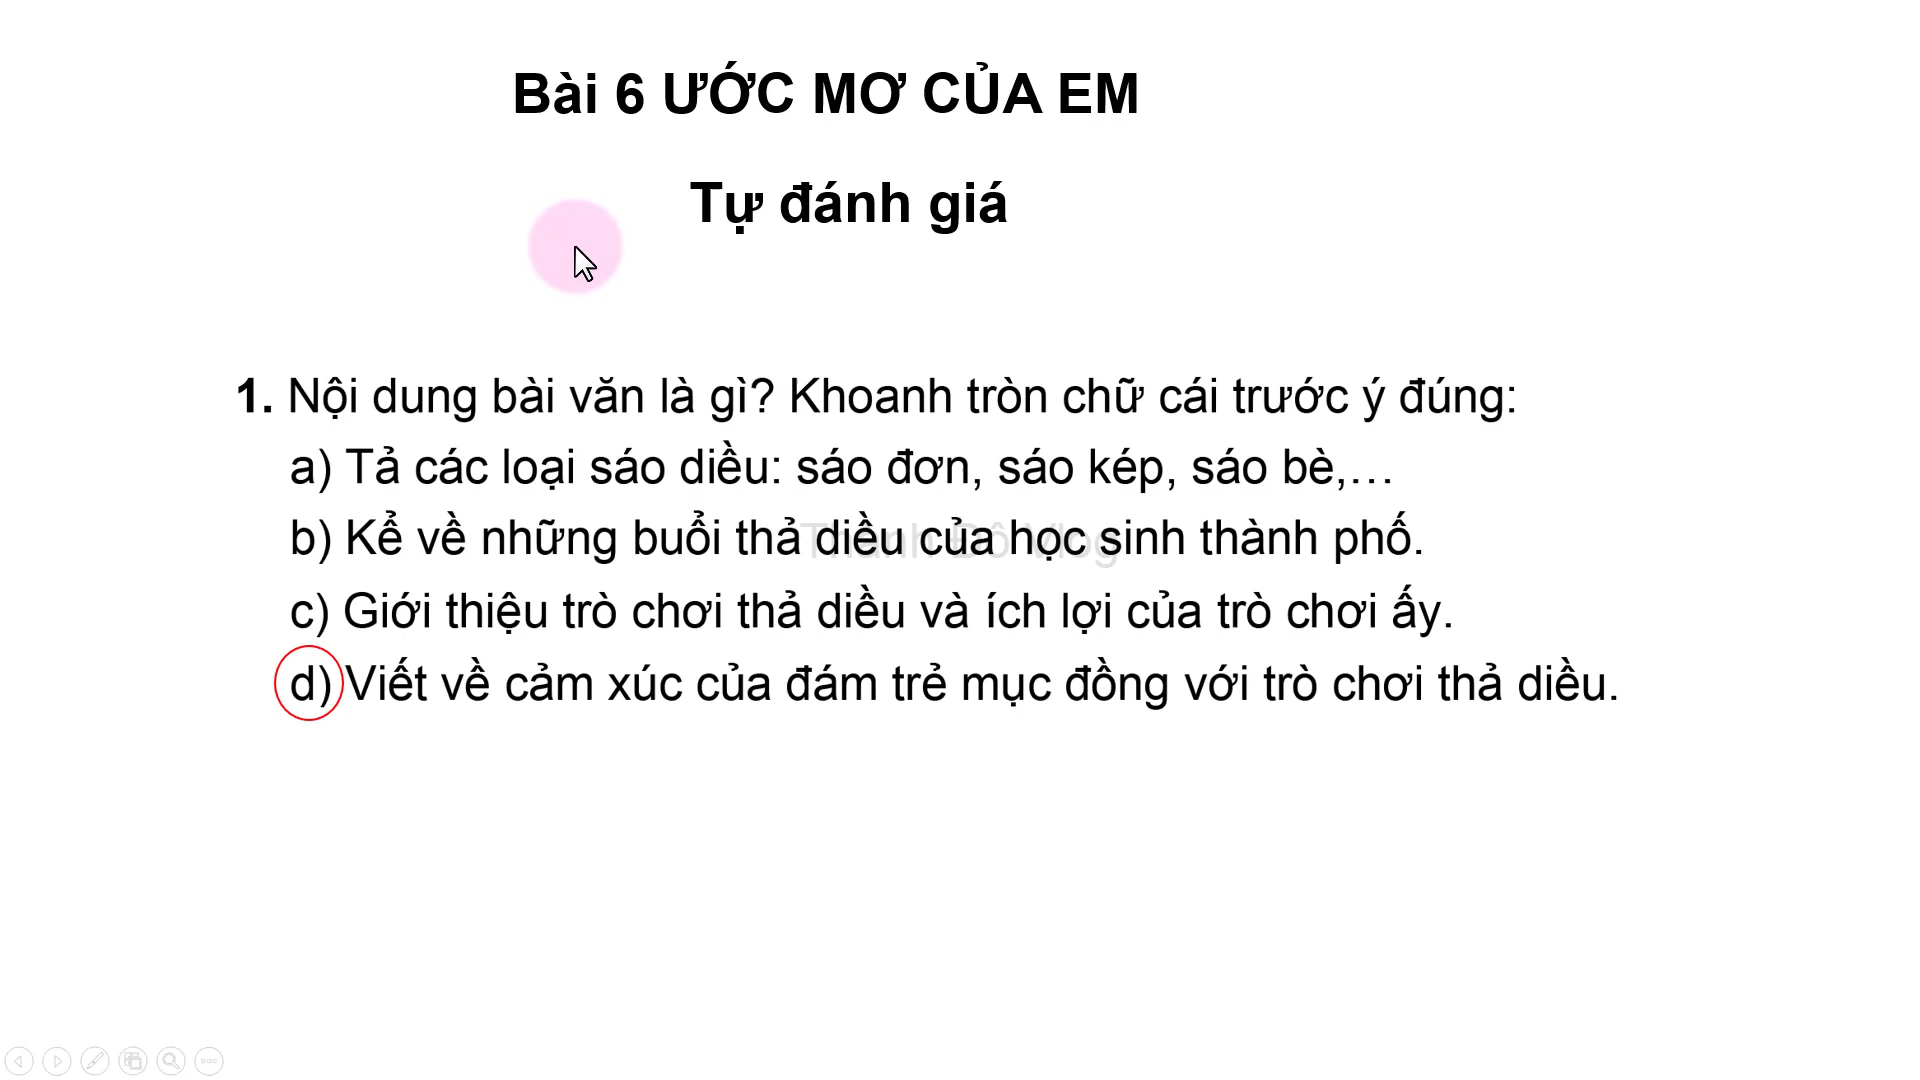 Bài 6 ƯỚC MƠ CỦA EM
Tự đánh giá
1. Nội dung bài văn là gì? Khoanh tròn chữ cái trước ý đúng:
a) Tả các loại sáo diều: sáo đơn, sáo kép, sáo bè,…
b) Kể về những buổi thả diều của học sinh thành phố.
Thành Đô Vlog
c) Giới thiệu trò chơi thả diều và ích lợi của trò chơi ấy.
d) Viết về cảm xúc của đám trẻ mục đồng với trò chơi thả diều.